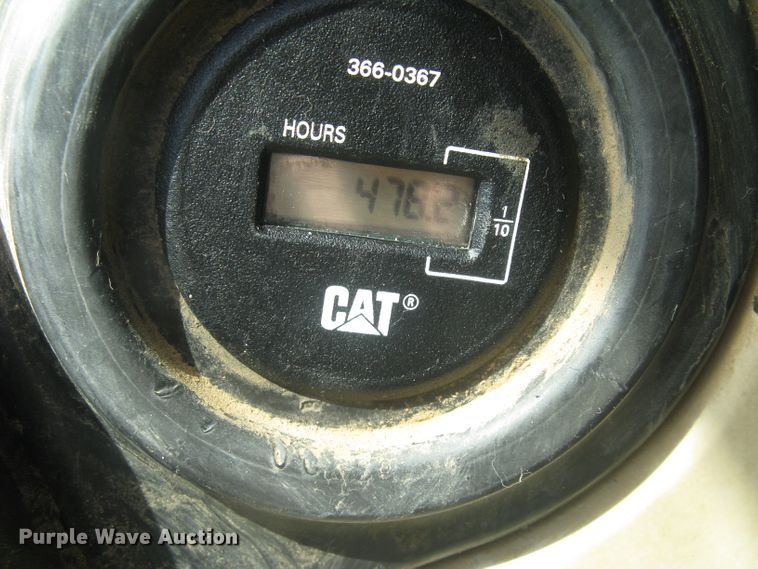 366-0367
HOURS
476.2
1
10
CAT®
Purple Wave Auction